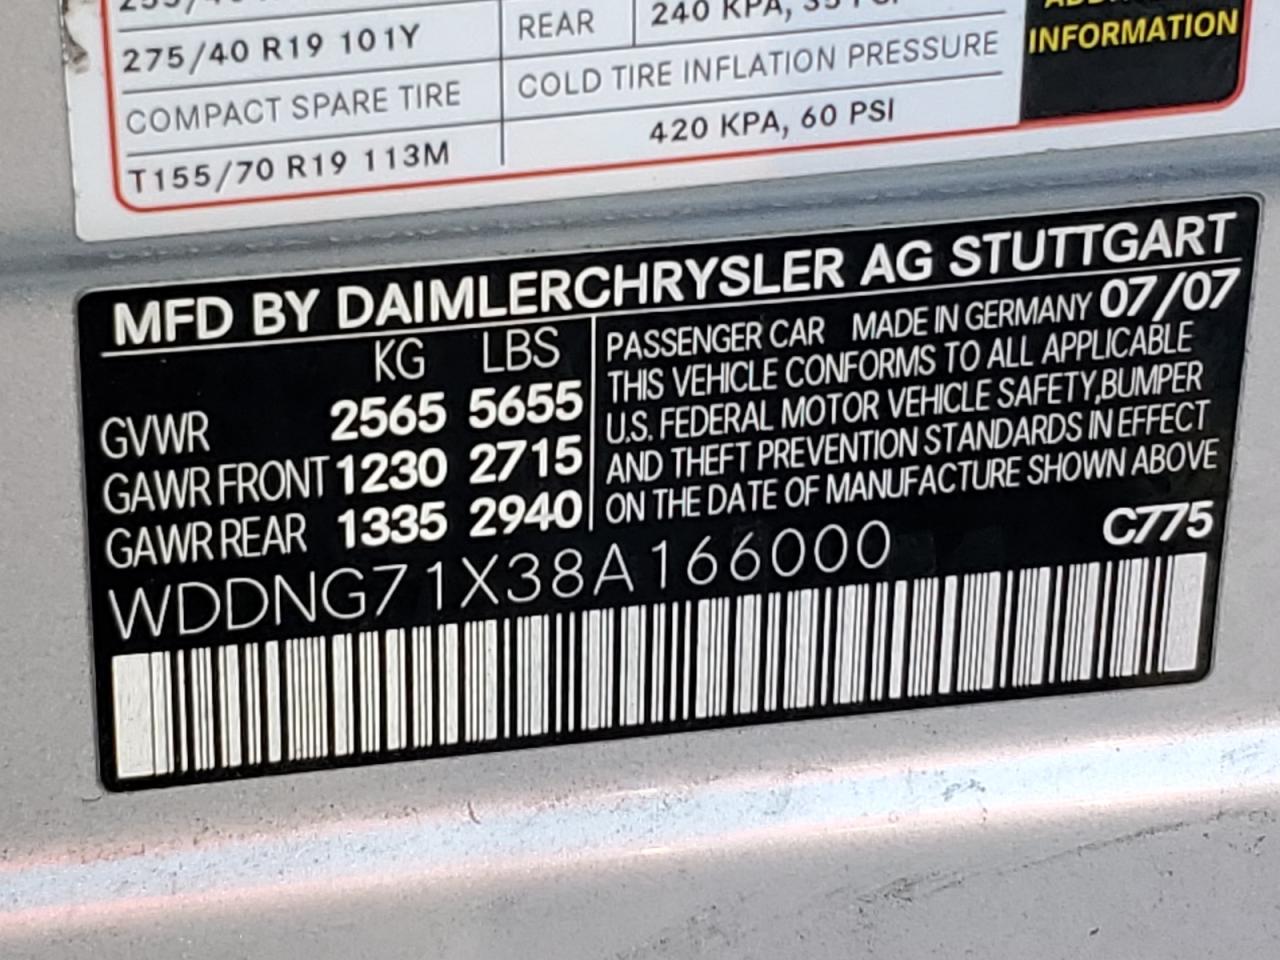 275/40 R19 101Y
REAR
240 KPA, 35 PSI
COMPACT SPARE TIRE
COLD TIRE INFLATION PRESSURE
T155/70 R19 113M
420 KPA, 60 PSI
INFORMATION
MFD BY DAIMLERCHRYSLER AG STUTTGART
KG LBS
GVWR 2565 5655
GAWR FRONT 1230 2715
GAWR REAR 1335 2940
PASSENGER CAR MADE IN GERMANY 07/07
THIS VEHICLE CONFORMS TO ALL APPLICABLE
U.S. FEDERAL MOTOR VEHICLE SAFETY,BUMPER
AND THEFT PREVENTION STANDARDS IN EFFECT
ON THE DATE OF MANUFACTURE SHOWN ABOVE
C775
WDDNG71X38A166000